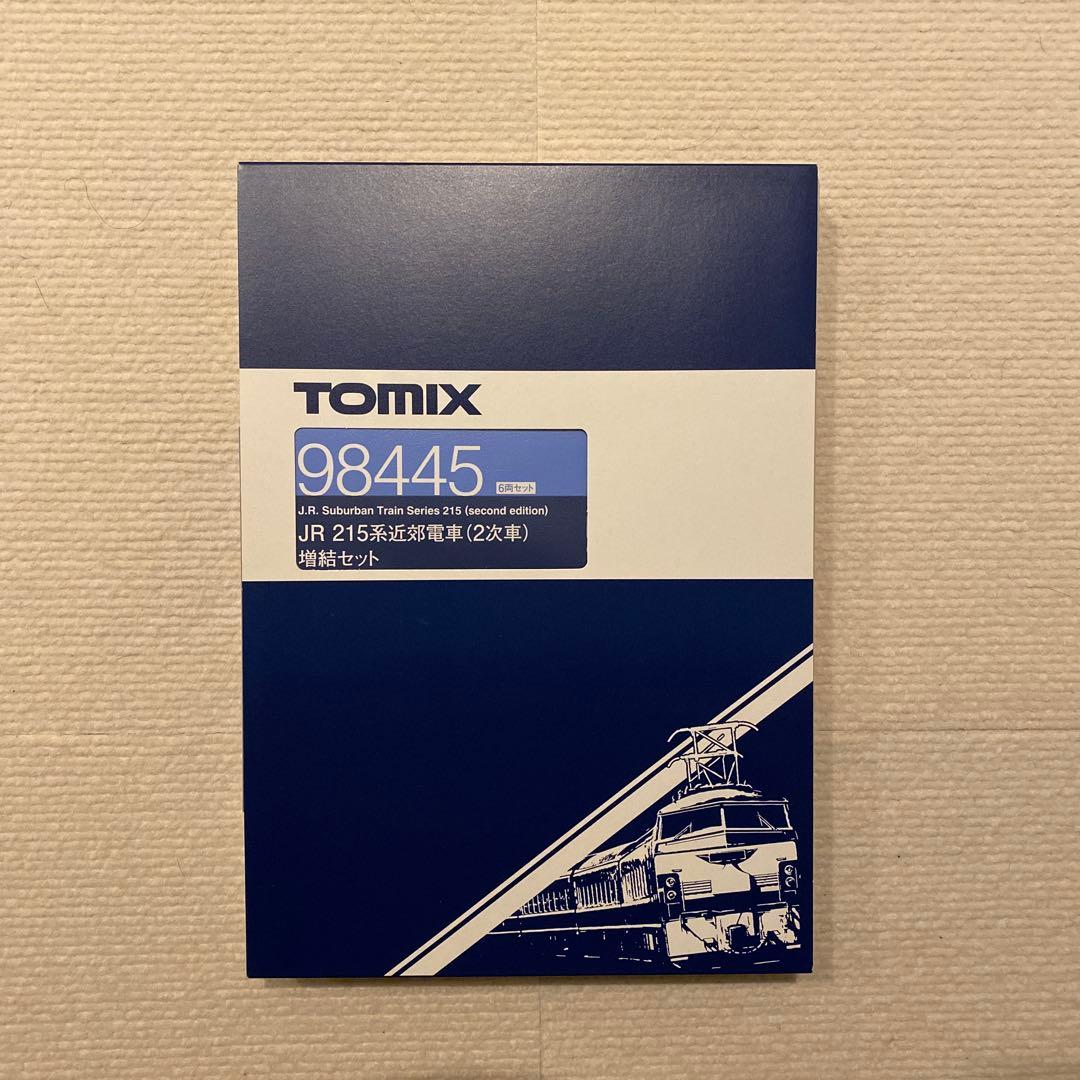 TOMIX
98445 6両セット
J.R. Suburban Train Series 215 (second edition)
JR 215系近郊電車(2次車)
増結セット